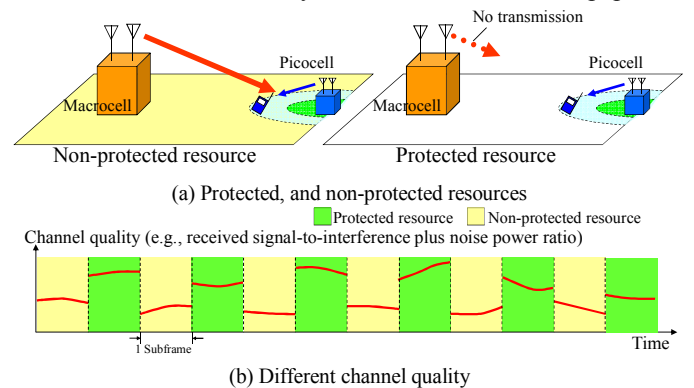 No transmission
Picocell
Picocell
Macrocell
Macrocell
Non-protected resource
Protected resource
(a) Protected, and non-protected resources
Protected resource
Non-protected resource
Channel quality (e.g., received signal-to-interference plus noise power ratio)
1 Subframe
Time
(b) Different channel quality